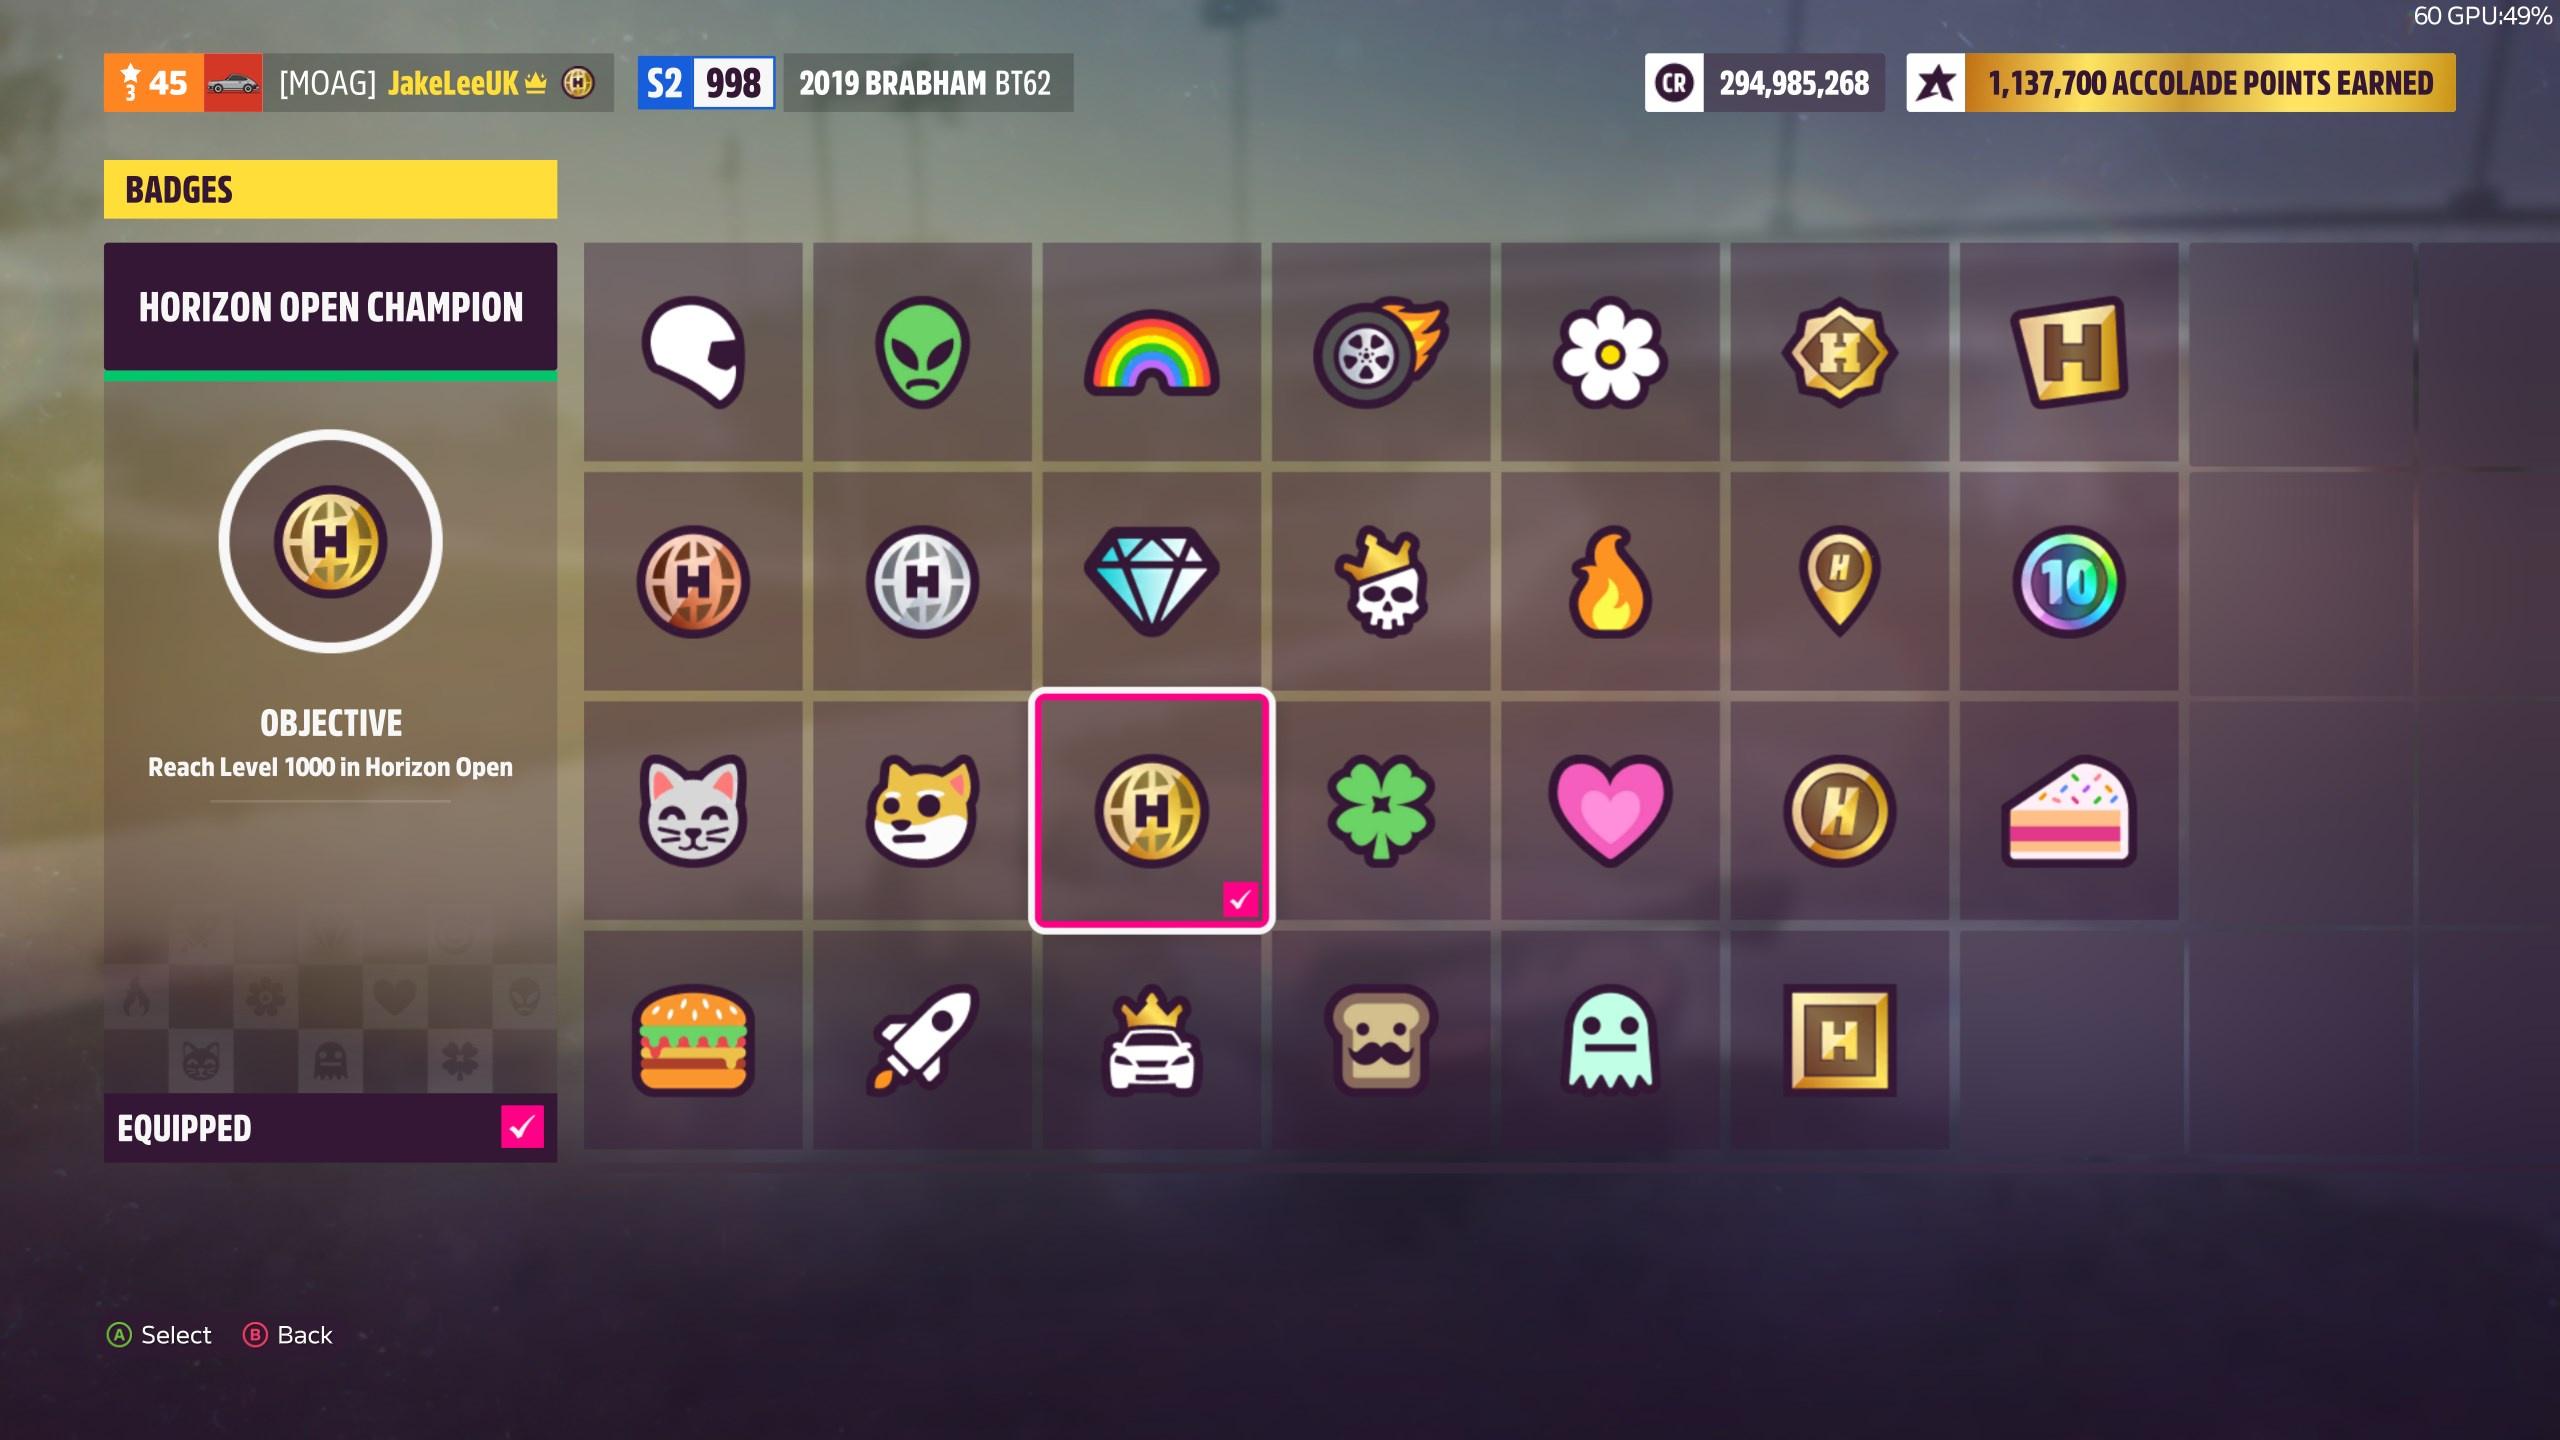 60 GPU:49%
3 45 [MOAG] JakeLeeUK H S2 998 2019 BRABHAM BT62 CR 294,985,268 1,137,700 ACCOLADE POINTS EARNED
BADGES
HORIZON OPEN CHAMPION
H H
H
H H H 10
OBJECTIVE
Reach Level 1000 in Horizon Open
H H
H
EQUIPPED
A Select B Back